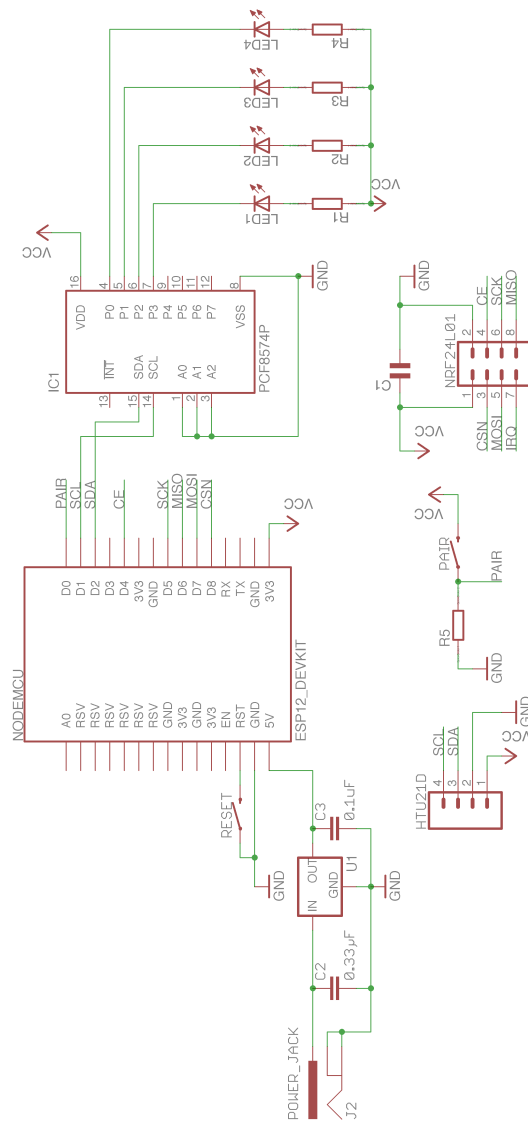 VCC
16
VDD
IC1
PCF8574P
INT
13
SDA
15
SCL
14
A0
1
A1
2
A2
3
P0
4
P1
5
P2
6
P3
7
P4
9
P5
10
P6
11
P7
12
VSS
8
GND
LED4
LED3
LED2
LED1
R4
R3
R2
R1
VCC
NODEMCU
ESP12_DEVKIT
A0
RSV
RSV
RSV
RSV
RSV
GND
3V3
GND
3V3
EN
RST
GND
5V
D0
D1
D2
D3
D4
3V3
GND
D5
D6
D7
D8
RX
TX
GND
3V3
PAIR
SCL
SDA
CE
SCK
MISO
MOSI
CSN
VCC
RESET
GND
POWER_JACK
J2
C2
0.33µF
IN
OUT
GND
U1
C3
0.1uF
GND
HTU21D
4
3
2
1
SCL
SDA
GND
VCC
R5
GND
PAIR
PAIR
VCC
C1
GND
VCC
NRF24L01
1
3
5
7
2
4
6
8
CSN
MOSI
IRQ
CE
SCK
MISO